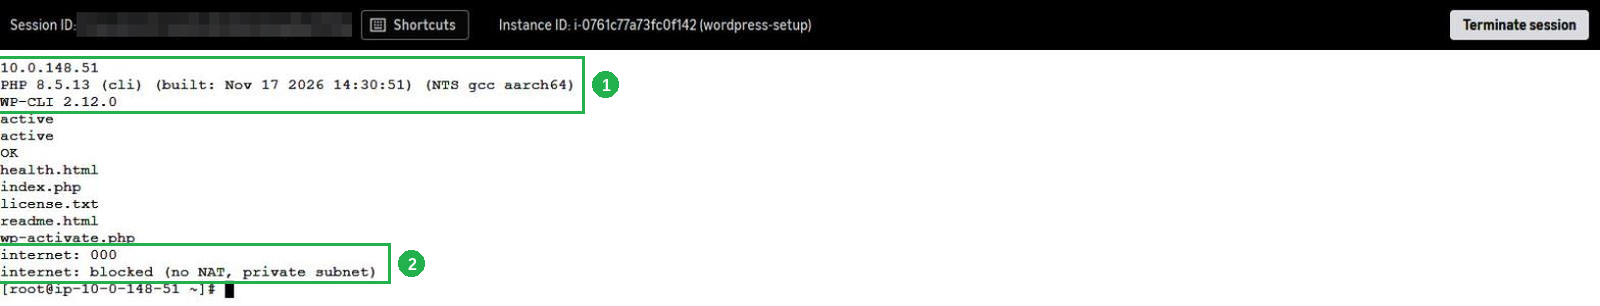 Session ID: Shortcuts Instance ID: i-0761c77a73fc0f142 (wordpress-setup) Terminate session
10.0.148.51
PHP 8.5.13 (cli) (built: Nov 17 2026 14:30:51) (NTS gcc aarch64)
1
WP-CLI 2.12.0
active
active
OK
health.html
index.php
license.txt
readme.html
wp-activate.php
internet: 000
internet: blocked (no NAT, private subnet)
2
[root@ip-10-0-148-51 ~]#